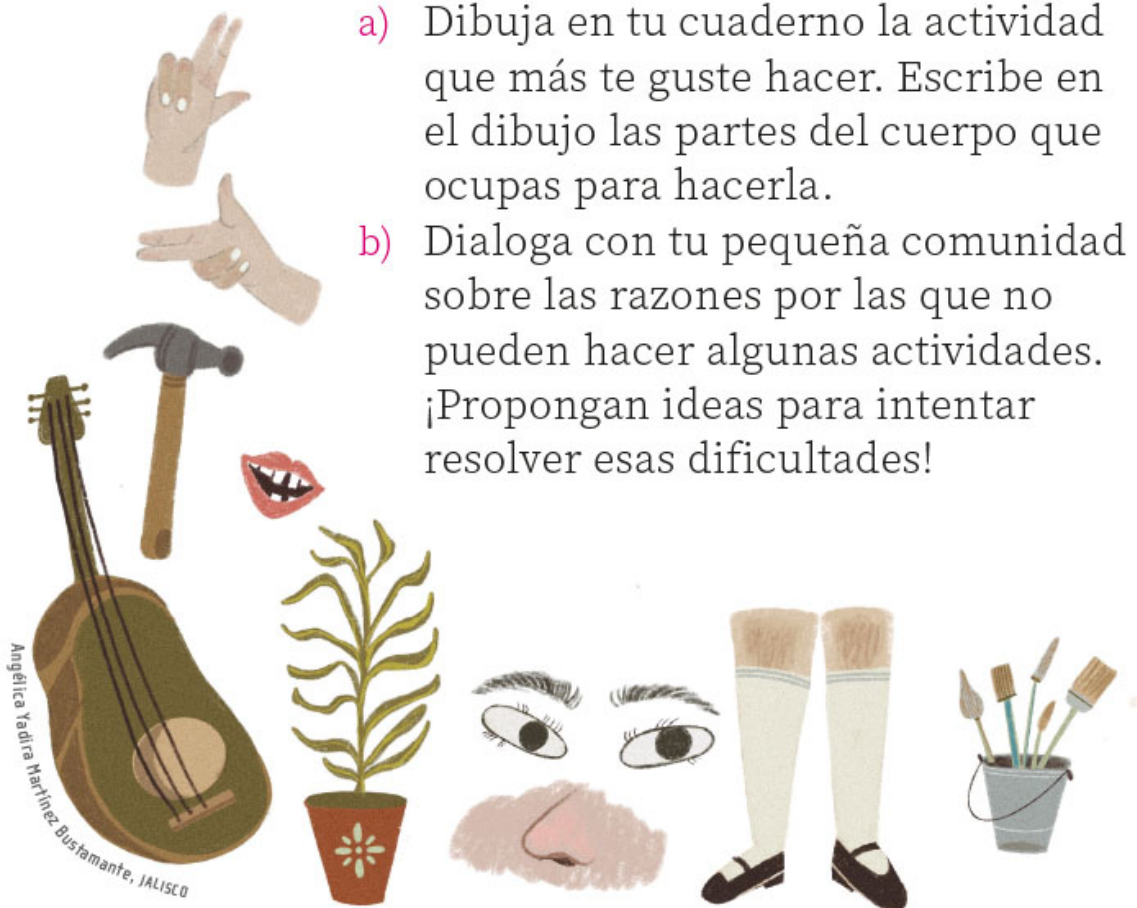 a) Dibuja en tu cuaderno la actividad
que más te guste hacer. Escribe en
el dibujo las partes del cuerpo que
ocupas para hacerla.
b) Dialoga con tu pequeña comunidad
sobre las razones por las que no
pueden hacer algunas actividades.
¡Propongan ideas para intentar
resolver esas dificultades!
Angélica Yadira Martínez Bustamante, JALISCO